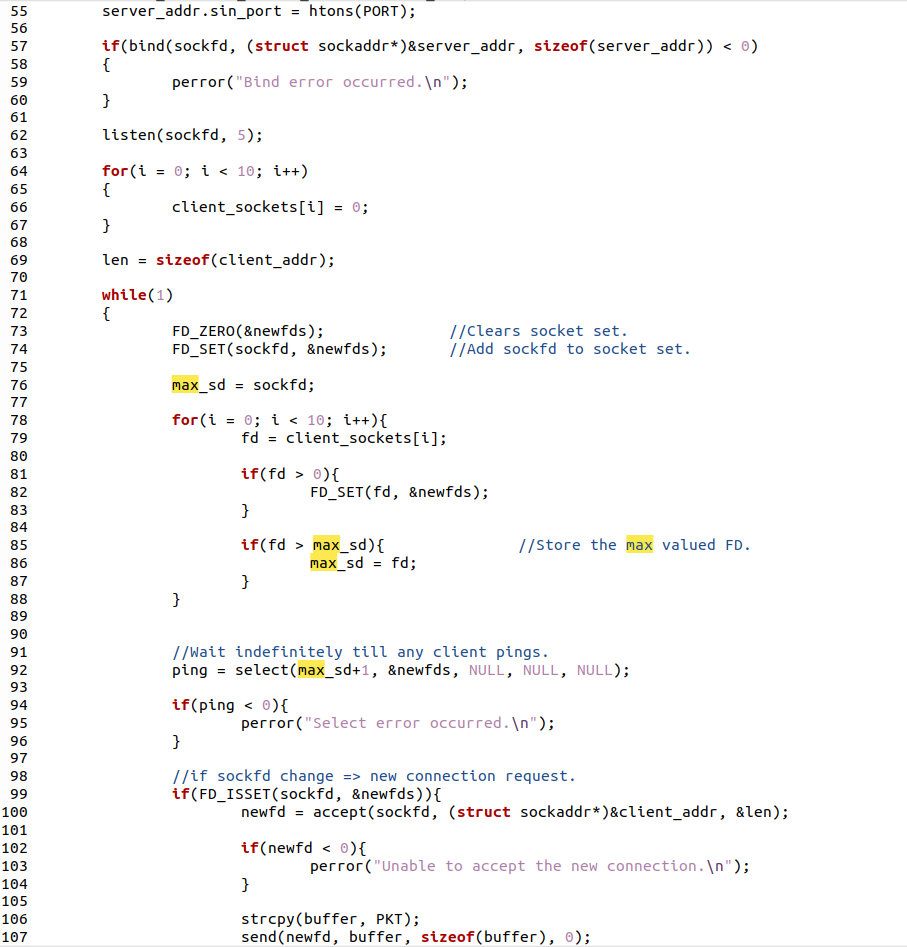 55 server_addr.sin_port = htons(PORT);
56
57 if(bind(sockfd, (struct sockaddr*)&server_addr, sizeof(server_addr)) < 0)
58 {
59 perror("Bind error occurred.\n");
60 }
61
62 listen(sockfd, 5);
63
64 for(i = 0; i < 10; i++)
65 {
66 client_sockets[i] = 0;
67 }
68
69 len = sizeof(client_addr);
70
71 while(1)
72 {
73 FD_ZERO(&newfds); //Clears socket set.
74 FD_SET(sockfd, &newfds); //Add sockfd to socket set.
75
76 max_sd = sockfd;
77
78 for(i = 0; i < 10; i++){
79 fd = client_sockets[i];
80
81 if(fd > 0){
82 FD_SET(fd, &newfds);
83 }
84
85 if(fd > max_sd){ //Store the max valued FD.
86 max_sd = fd;
87 }
88 }
89
90
91 //Wait indefinitely till any client pings.
92 ping = select(max_sd+1, &newfds, NULL, NULL, NULL);
93
94 if(ping < 0){
95 perror("Select error occurred.\n");
96 }
97
98 //if sockfd change => new connection request.
99 if(FD_ISSET(sockfd, &newfds)){
100 newfd = accept(sockfd, (struct sockaddr*)&client_addr, &len);
101
102 if(newfd < 0){
103 perror("Unable to accept the new connection.\n");
104 }
105
106 strcpy(buffer, PKT);
107 send(newfd, buffer, sizeof(buffer), 0);